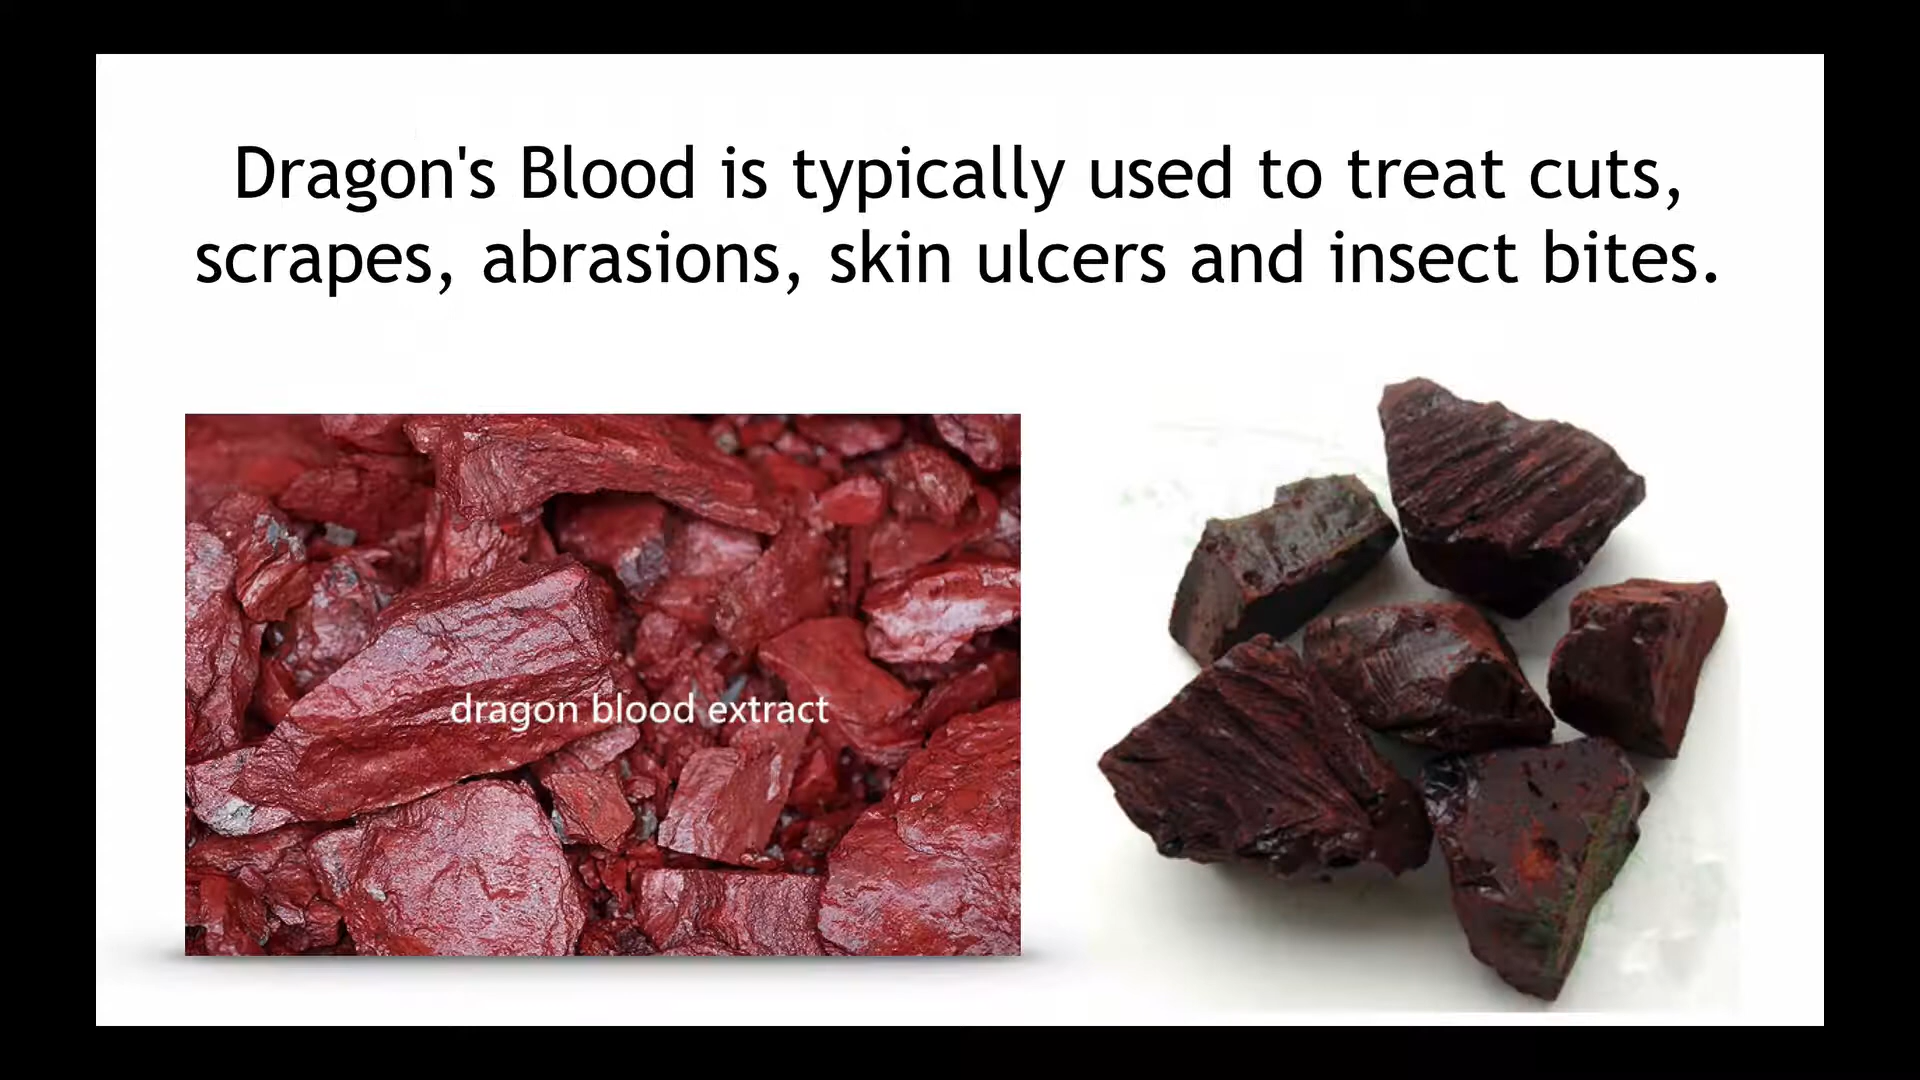 Dragon's Blood is typically used to treat cuts,
scrapes, abrasions, skin ulcers and insect bites.
dragon blood extract